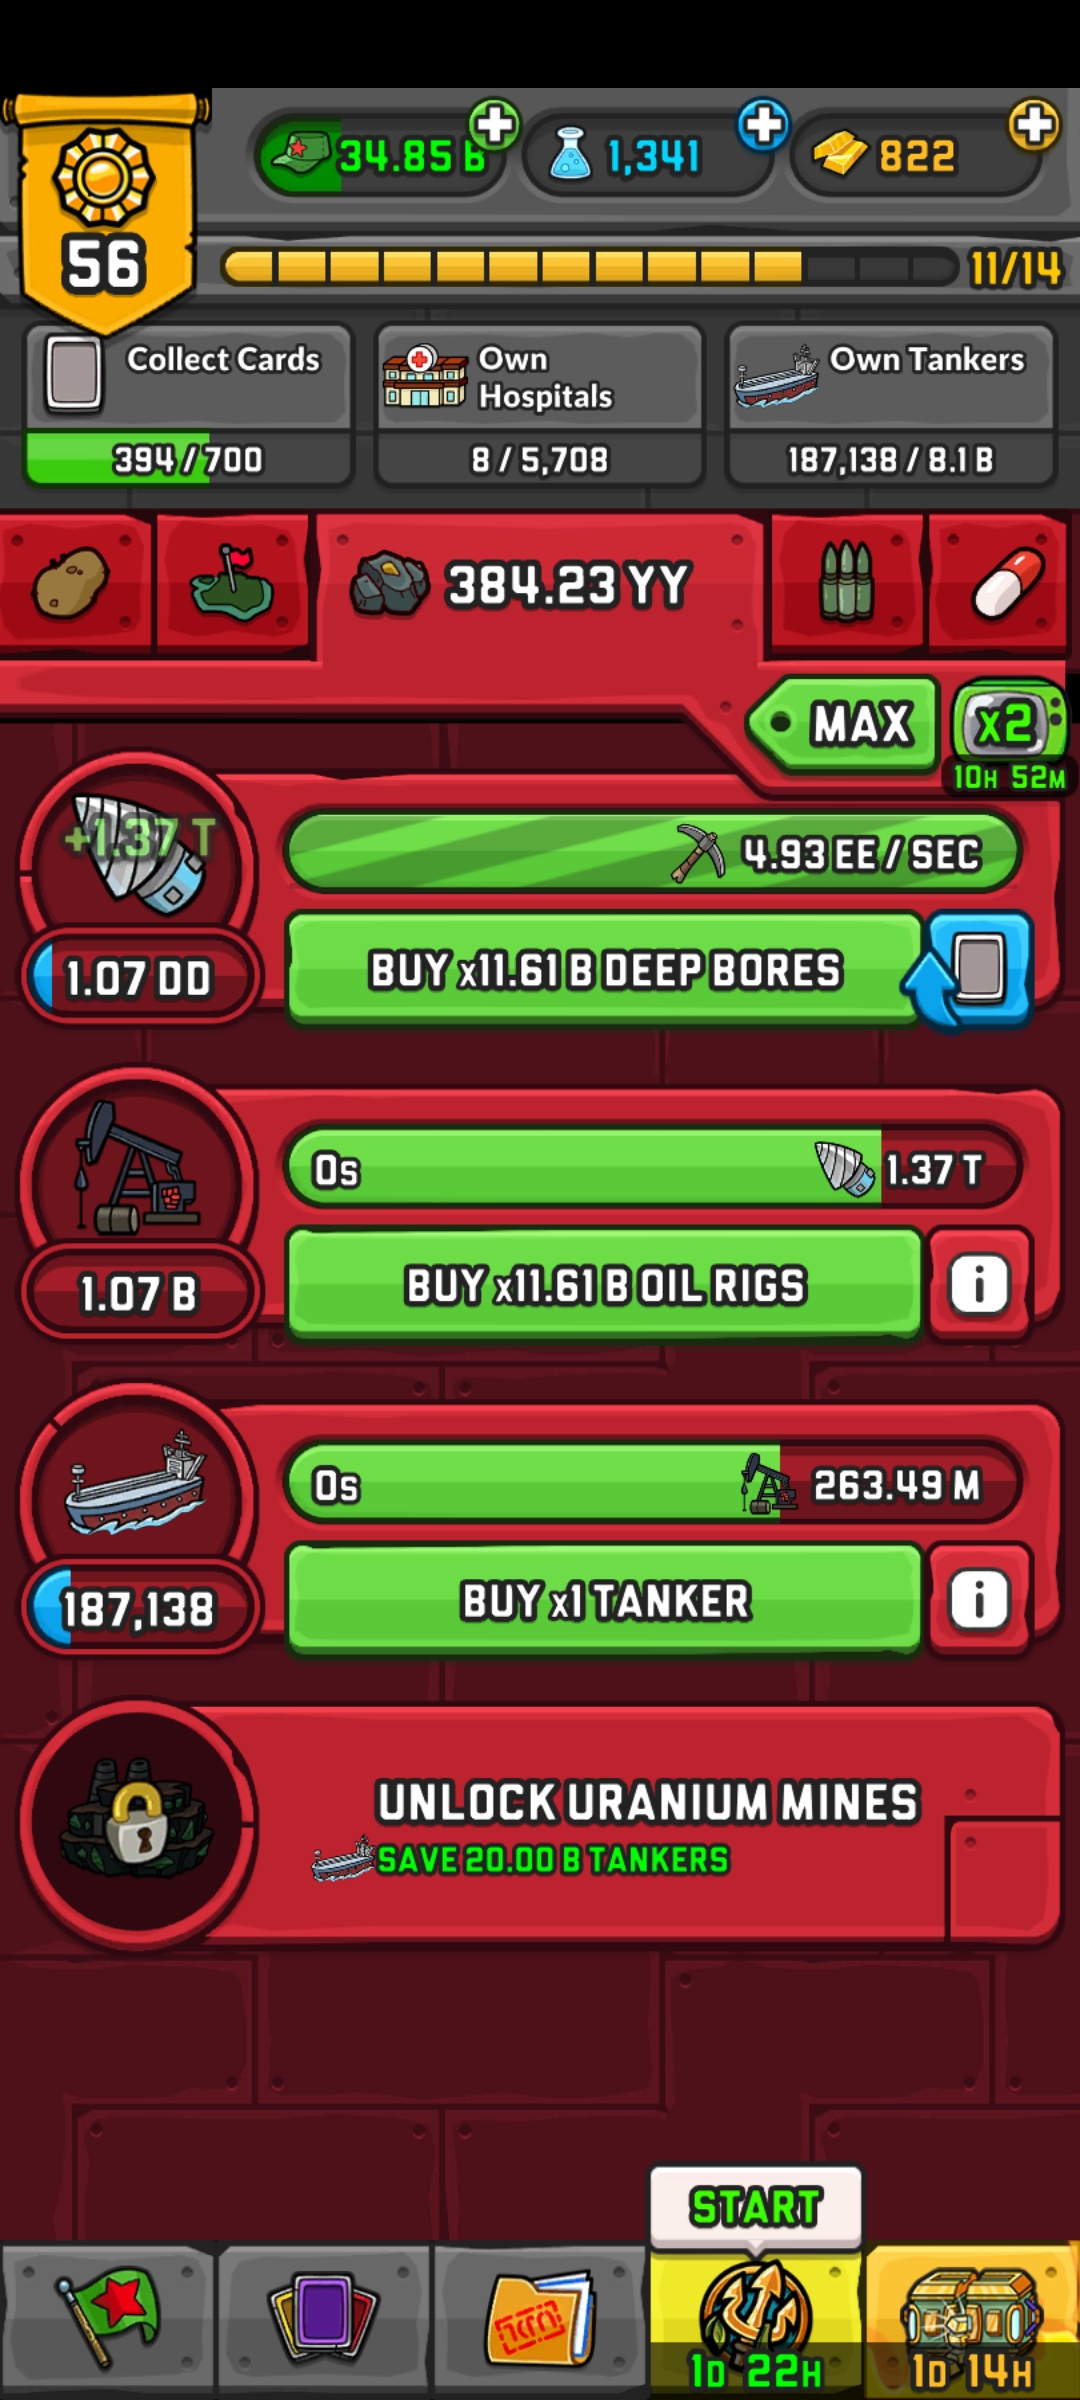 56
34.85 B
1,341
822
11/14
Collect Cards
394 / 700
Own
Hospitals
8 / 5,708
Own Tankers
187,138 / 8.1 B
384.23 YY
MAX
x2
10H 52M
+1.37 T
4.93 EE / SEC
1.07 DD
BUY x11.61 B DEEP BORES
0s
1.37 T
1.07 B
BUY x11.61 B OIL RIGS
i
0s
263.49 M
187,138
BUY x1 TANKER
i
UNLOCK URANIUM MINES
SAVE 20.00 B TANKERS
START
1D 22H
1D 14H